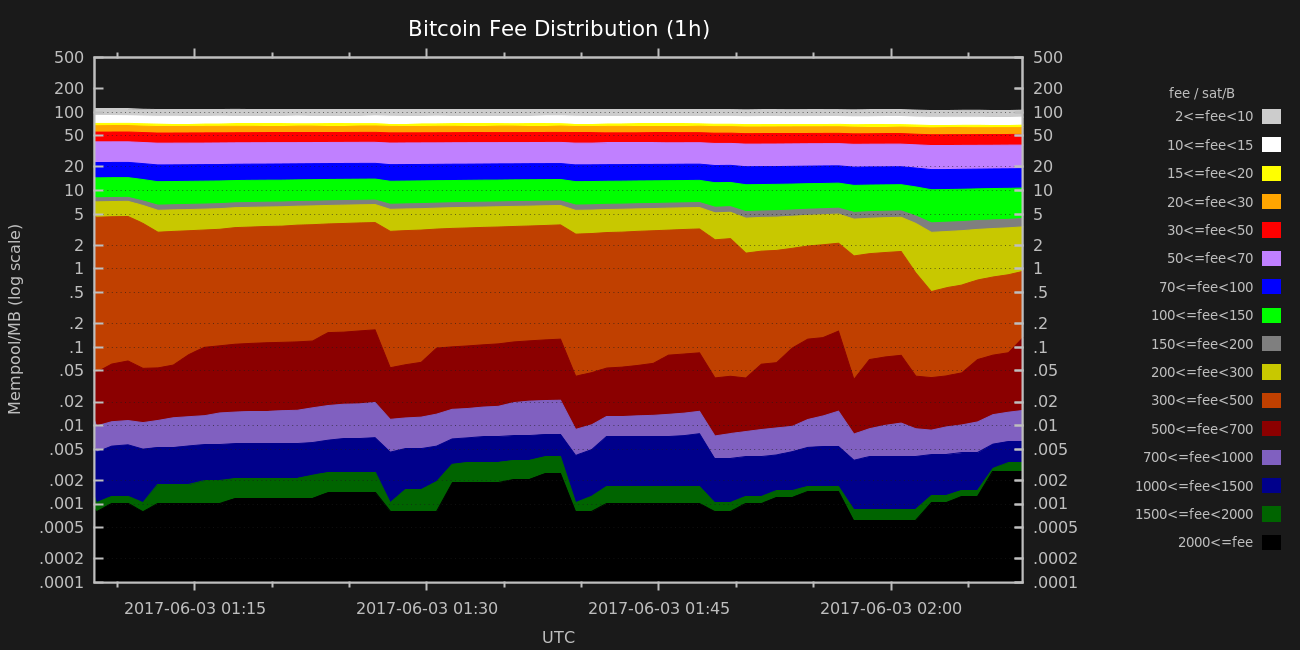 Bitcoin Fee Distribution (1h)
Mempool/MB (log scale)
500
200
100
50
20
10
5
2
1
.5
.2
.1
.05
.02
.01
.005
.002
.001
.0005
.0002
.0001
500
200
100
50
20
10
5
2
1
.5
.2
.1
.05
.02
.01
.005
.002
.001
.0005
.0002
.0001
2017-06-03 01:15
2017-06-03 01:30
2017-06-03 01:45
2017-06-03 02:00
UTC
fee / sat/B
2<=fee<10
10<=fee<15
15<=fee<20
20<=fee<30
30<=fee<50
50<=fee<70
70<=fee<100
100<=fee<150
150<=fee<200
200<=fee<300
300<=fee<500
500<=fee<700
700<=fee<1000
1000<=fee<1500
1500<=fee<2000
2000<=fee